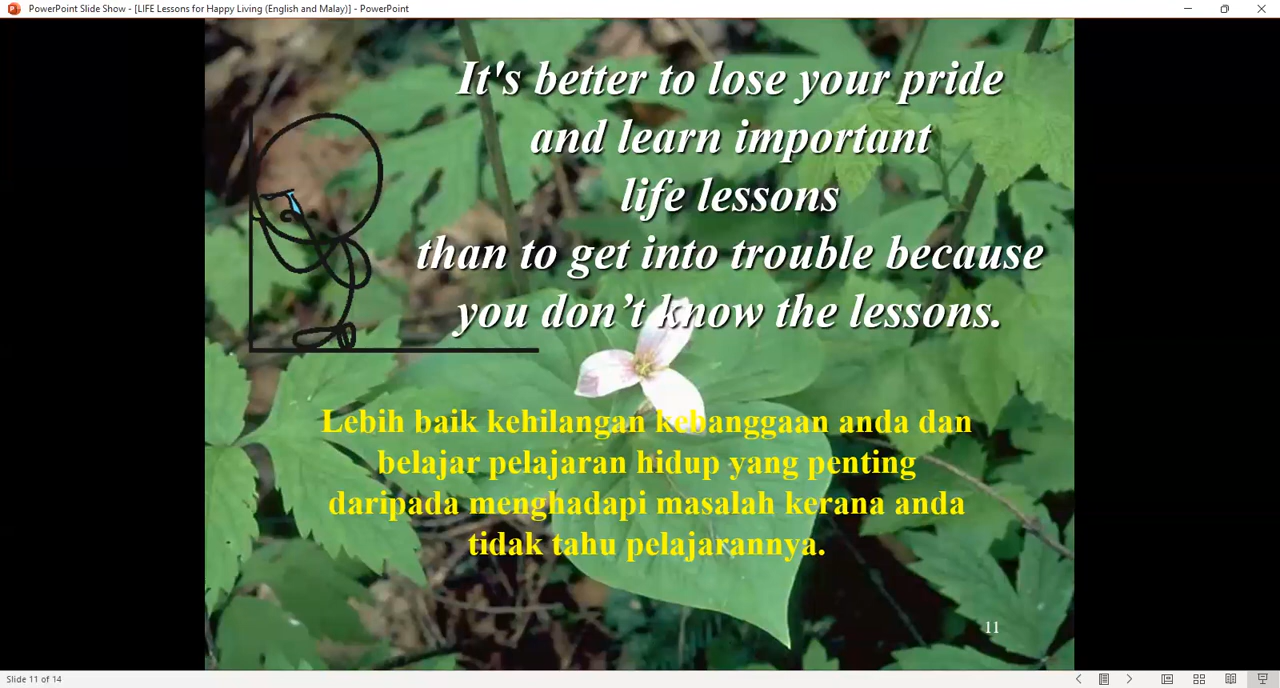 PowerPoint Slide Show - [LIFE Lessons for Happy Living (English and Malay)] - PowerPoint
It's better to lose your pride
and learn important
life lessons
than to get into trouble because
you don’t know the lessons.
Lebih baik kehilangan kebanggaan anda dan
belajar pelajaran hidup yang penting
daripada menghadapi masalah kerana anda
tidak tahu pelajarannya.
11
Slide 11 of 14